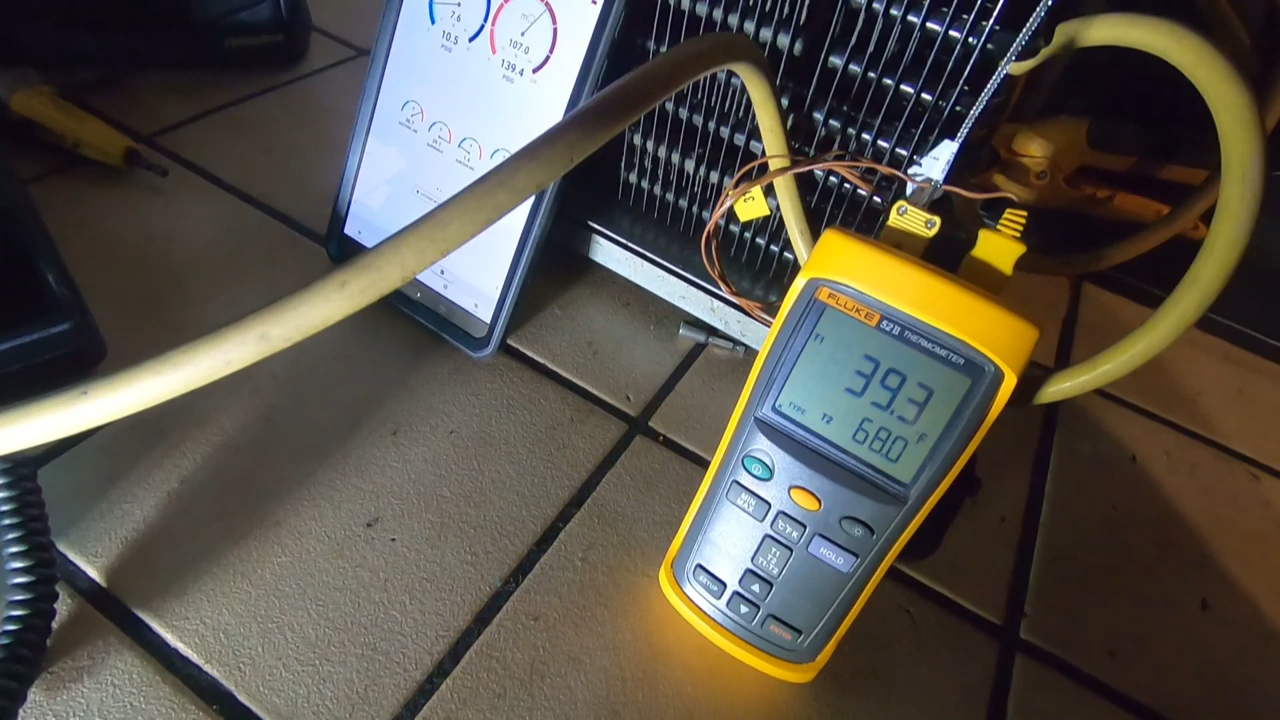 7.6
10.5
PSIG
107.0
139.4
PSIG
3
FLUKE 52 II THERMOMETER
T1
39.3
K TYPE T2 68.0 °F
MIN
MAX
°C°F K
HOLD
T1
T2
T1-T2
SETUP
ENTER